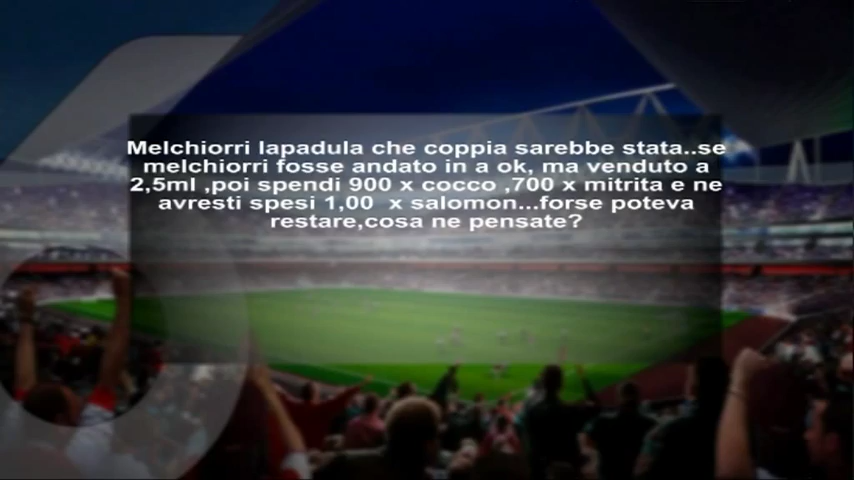 Melchiorri lapadula che coppia sarebbe stata..se
melchiorri fosse andato in a ok, ma venduto a
2,5ml ,poi spendi 900 x cocco ,700 x mitrita e ne
avresti spesi 1,00  x salomon...forse poteva
restare,cosa ne pensate?